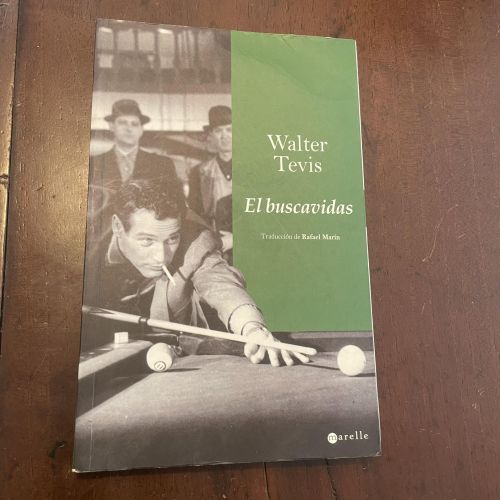 Walter
Tevis
El buscavidas
Traducción de Rafael Marín
marelle